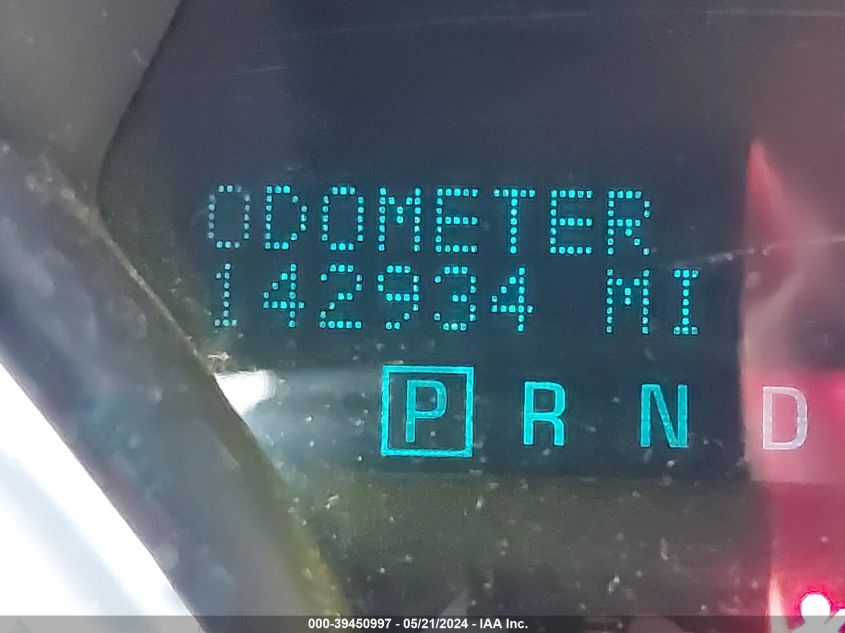 ODOMETER
142934 MI
P R N D
000-39450997 - 05/21/2024 - IAA Inc.